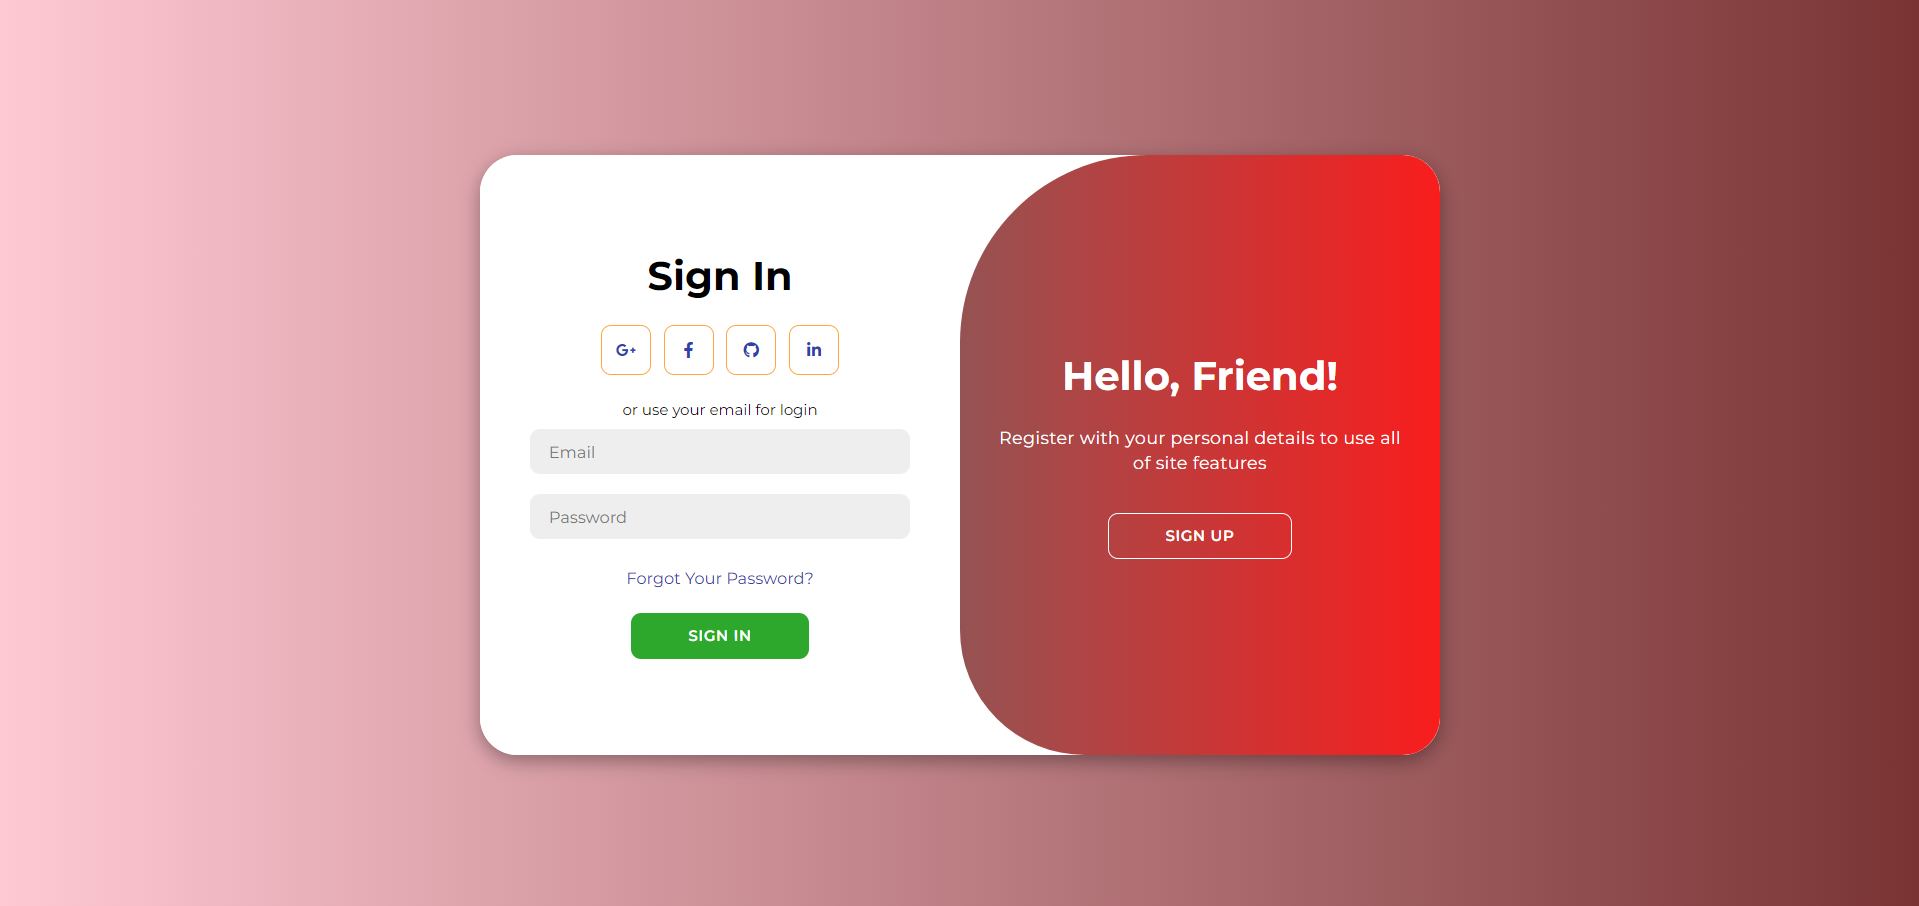 Sign In
G+
f
in
or use your email for login
Email
Password
Forgot Your Password?
SIGN IN
Hello, Friend!
Register with your personal details to use all
of site features
SIGN UP